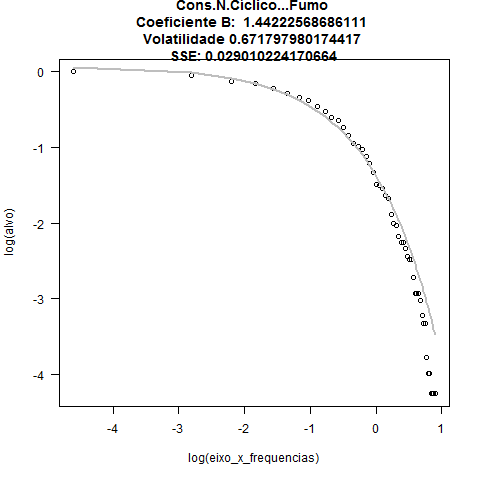 Cons.N.Ciclico...Fumo
Coeficiente B:  1.44222568686111
Volatilidade 0.671797980174417
SSE: 0.029010224170664
0
-1
-2
-3
-4
log(alvo)
-4
-3
-2
-1
0
1
log(eixo_x_frequencias)